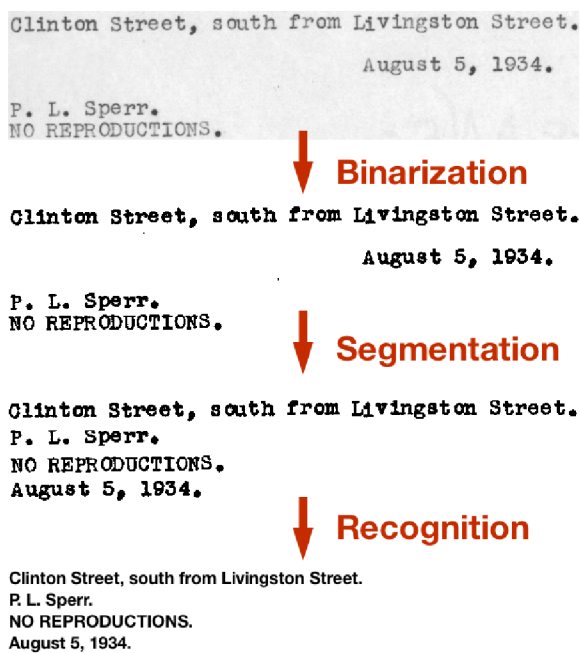 Clinton Street, south from Livingston Street.
August 5, 1934.
P. L. Sperr.
NO REPRODUCTIONS.
Binarization
Clinton Street, south from Livingston Street.
August 5, 1934.
P. L. Sperr.
NO REPRODUCTIONS.
Segmentation
Clinton Street, south from Livingston Street.
P. L. Sperr.
NO REPRODUCTIONS.
August 5, 1934.
Recognition
Clinton Street, south from Livingston Street.
P. L. Sperr.
NO REPRODUCTIONS.
August 5, 1934.